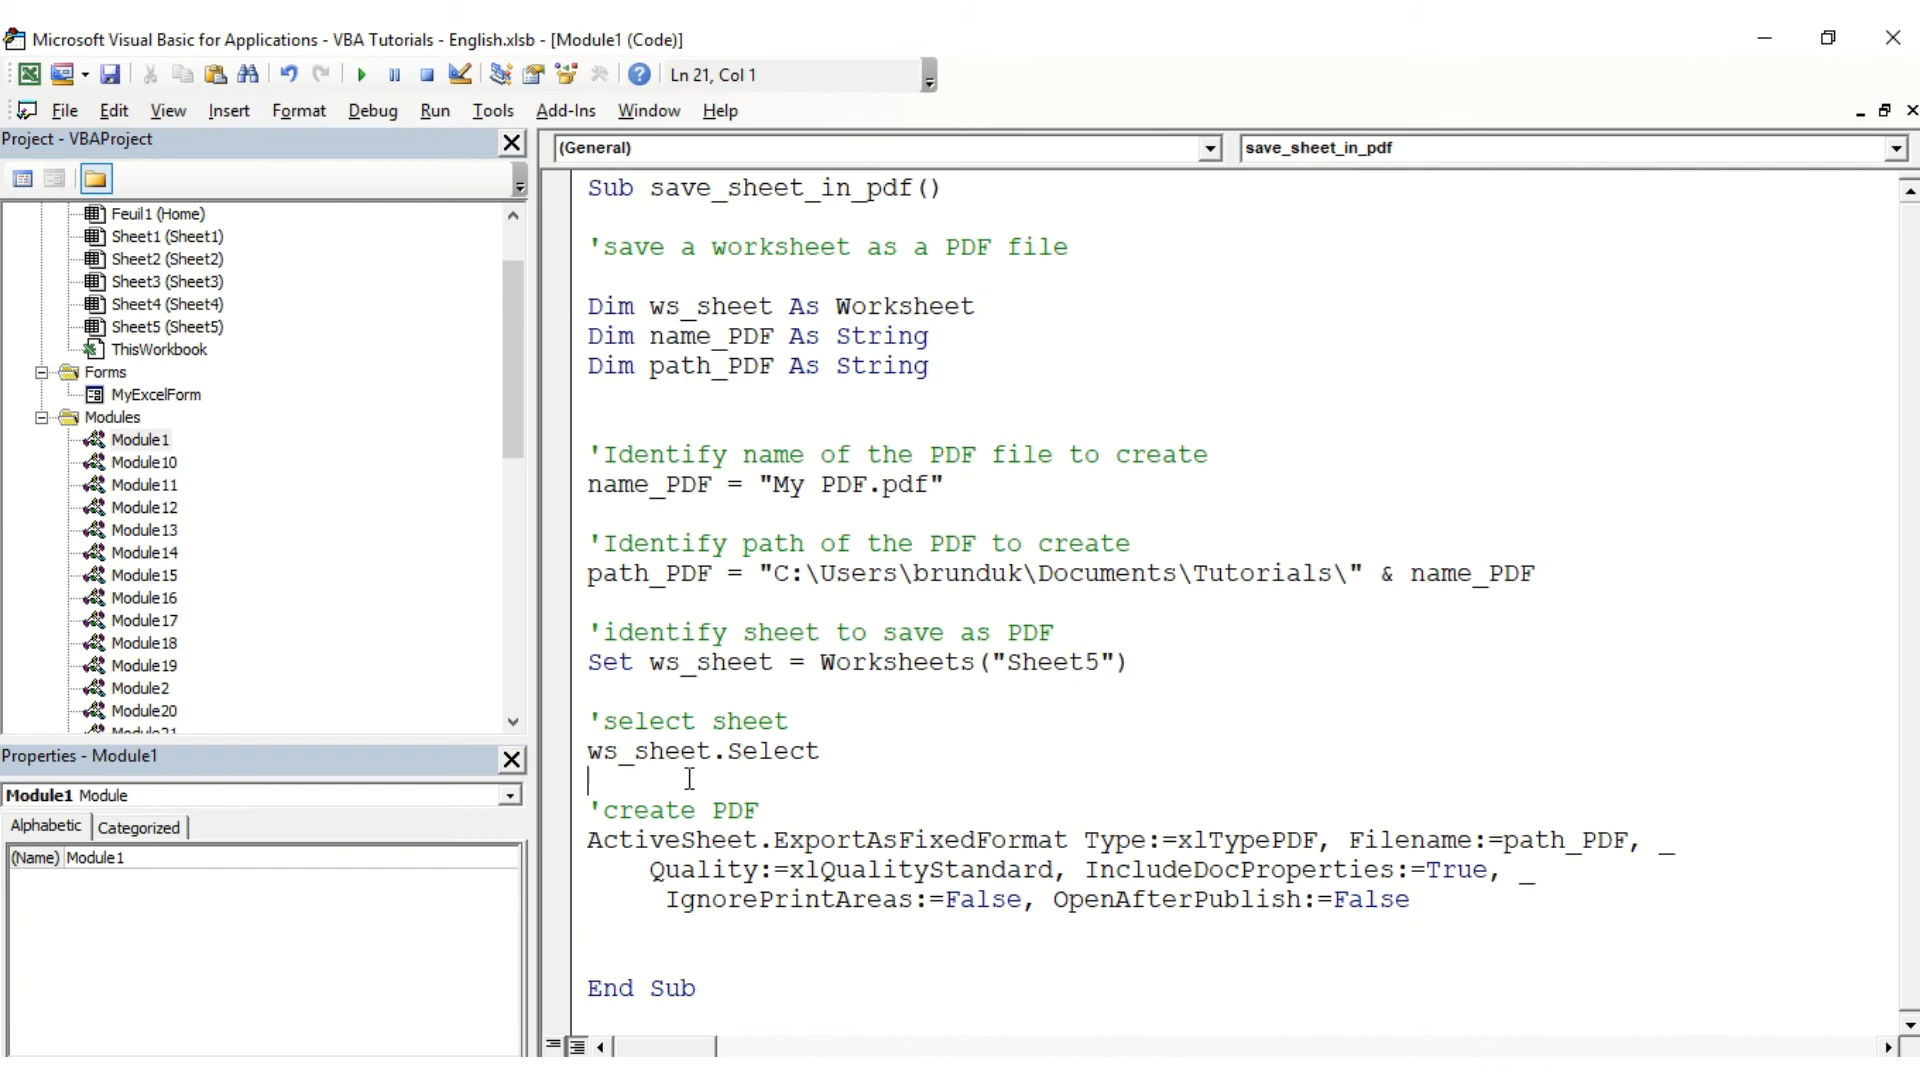 Microsoft Visual Basic for Applications - VBA Tutorials - English.xlsb - [Module1 (Code)]
Ln 21, Col 1
File Edit View Insert Format Debug Run Tools Add-Ins Window Help
Project - VBAProject
Feuil1 (Home)
Sheet1 (Sheet1)
Sheet2 (Sheet2)
Sheet3 (Sheet3)
Sheet4 (Sheet4)
Sheet5 (Sheet5)
ThisWorkbook
Forms
MyExcelForm
Modules
Module1
Module10
Module11
Module12
Module13
Module14
Module15
Module16
Module17
Module18
Module19
Module2
Module20
Module21
Properties - Module1
Module1 Module
Alphabetic Categorized
(Name) Module1
(General) save_sheet_in_pdf
Sub save_sheet_in_pdf()
'save a worksheet as a PDF file
Dim ws_sheet As Worksheet
Dim name_PDF As String
Dim path_PDF As String
'Identify name of the PDF file to create
name_PDF = "My PDF.pdf"
'Identify path of the PDF to create
path_PDF = "C:\Users\brunduk\Documents\Tutorials\" & name_PDF
'identify sheet to save as PDF
Set ws_sheet = Worksheets("Sheet5")
'select sheet
ws_sheet.Select
'create PDF
ActiveSheet.ExportAsFixedFormat Type:=xlTypePDF, Filename:=path_PDF, _
Quality:=xlQualityStandard, IncludeDocProperties:=True, _
IgnorePrintAreas:=False, OpenAfterPublish:=False
End Sub